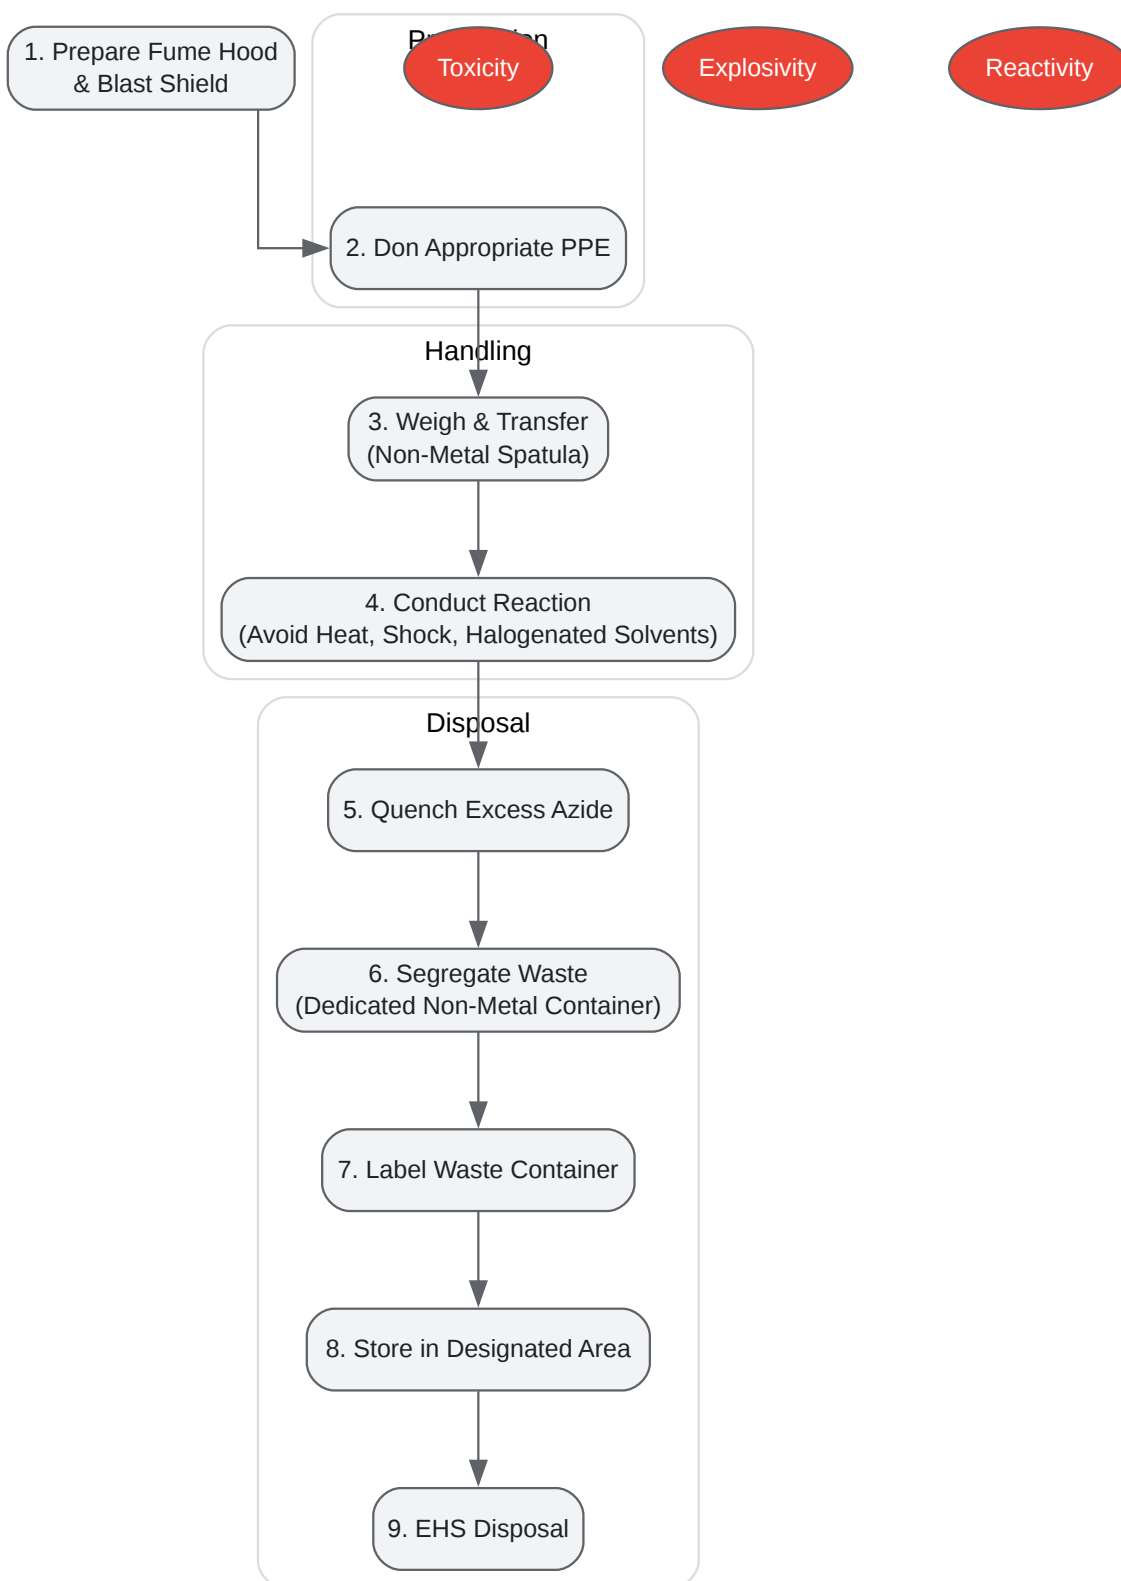 1. Prepare Fume Hood
& Blast Shield
Toxicity
Explosivity
Reactivity
2. Don Appropriate PPE
Handling
3. Weigh & Transfer
(Non-Metal Spatula)
4. Conduct Reaction
(Avoid Heat, Shock, Halogenated Solvents)
Disposal
5. Quench Excess Azide
6. Segregate Waste
(Dedicated Non-Metal Container)
7. Label Waste Container
8. Store in Designated Area
9. EHS Disposal